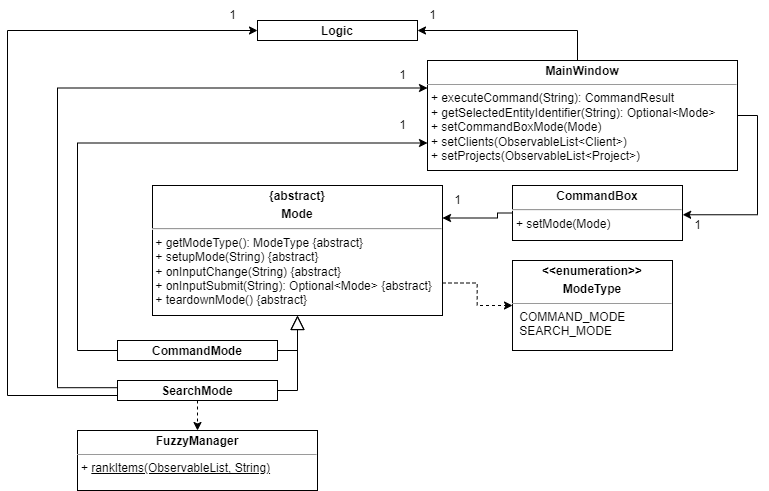 1
1
Logic
1
MainWindow
+ executeCommand(String): CommandResult
+ getSelectedEntityIdentifier(String): Optional<Mode>
+ setCommandBoxMode(Mode)
+ setClients(ObservableList<Client>)
+ setProjects(ObservableList<Project>)
1
{abstract}
Mode
+ getModeType(): ModeType {abstract}
+ setupMode(String) {abstract}
+ onInputChange(String) {abstract}
+ onInputSubmit(String): Optional<Mode> {abstract}
+ teardownMode() {abstract}
1
CommandBox
+ setMode(Mode)
1
<<enumeration>>
ModeType
COMMAND_MODE
SEARCH_MODE
CommandMode
SearchMode
FuzzyManager
+ rankItems(ObservableList, String)